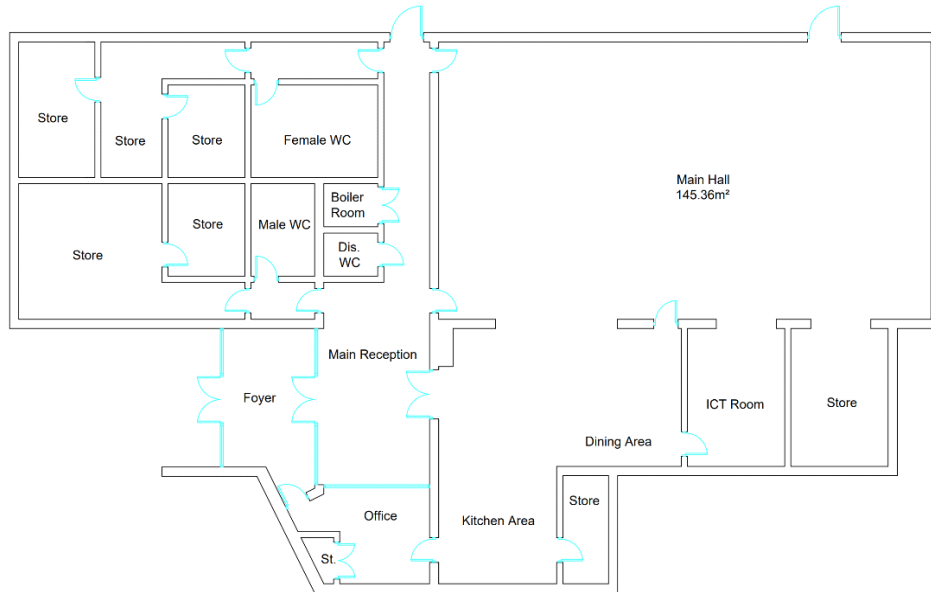 Store
Store
Store
Female WC
Main Hall
145.36m²
Boiler
Room
Store
Male WC
Store
Dis.
WC
Main Reception
Foyer
ICT Room
Store
Dining Area
Store
Office
Kitchen Area
St.